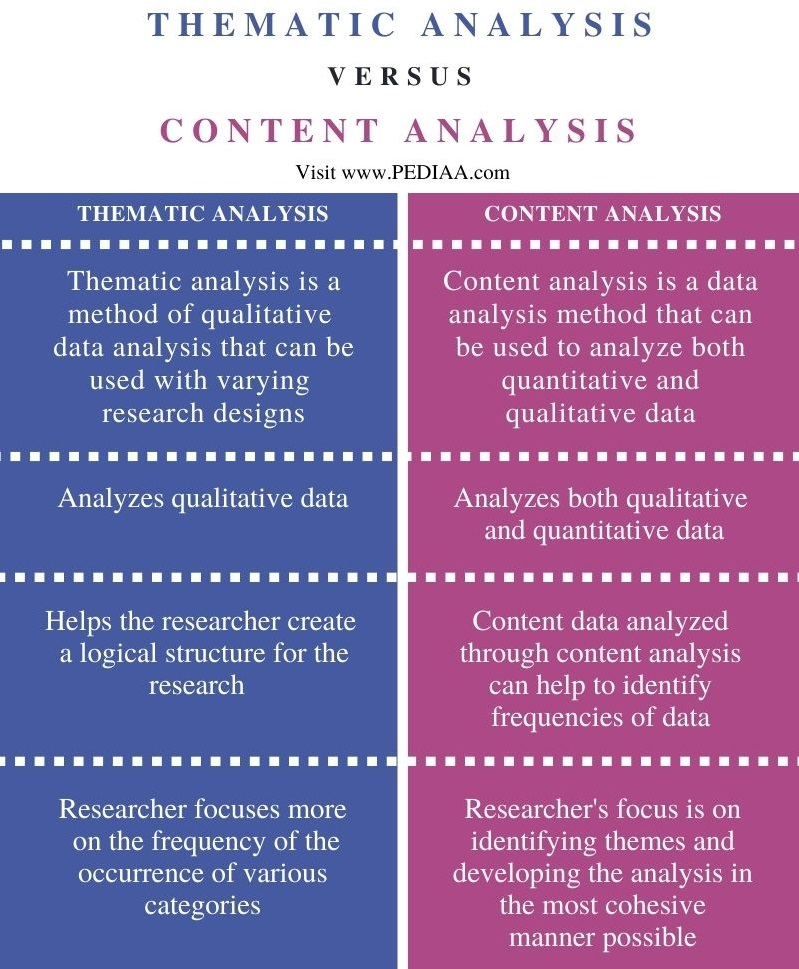 THEMATIC ANALYSIS
VERSUS
CONTENT ANALYSIS
Visit www.PEDIAA.com
THEMATIC ANALYSIS
Thematic analysis is a
method of qualitative
data analysis that can be
used with varying
research designs
Analyzes qualitative data
Helps the researcher create
a logical structure for the
research
Researcher focuses more
on the frequency of the
occurrence of various
categories
CONTENT ANALYSIS
Content analysis is a data
analysis method that can
be used to analyze both
quantitative and
qualitative data
Analyzes both qualitative
and quantitative data
Content data analyzed
through content analysis
can help to identify
frequencies of data
Researcher's focus is on
identifying themes and
developing the analysis in
the most cohesive
manner possible